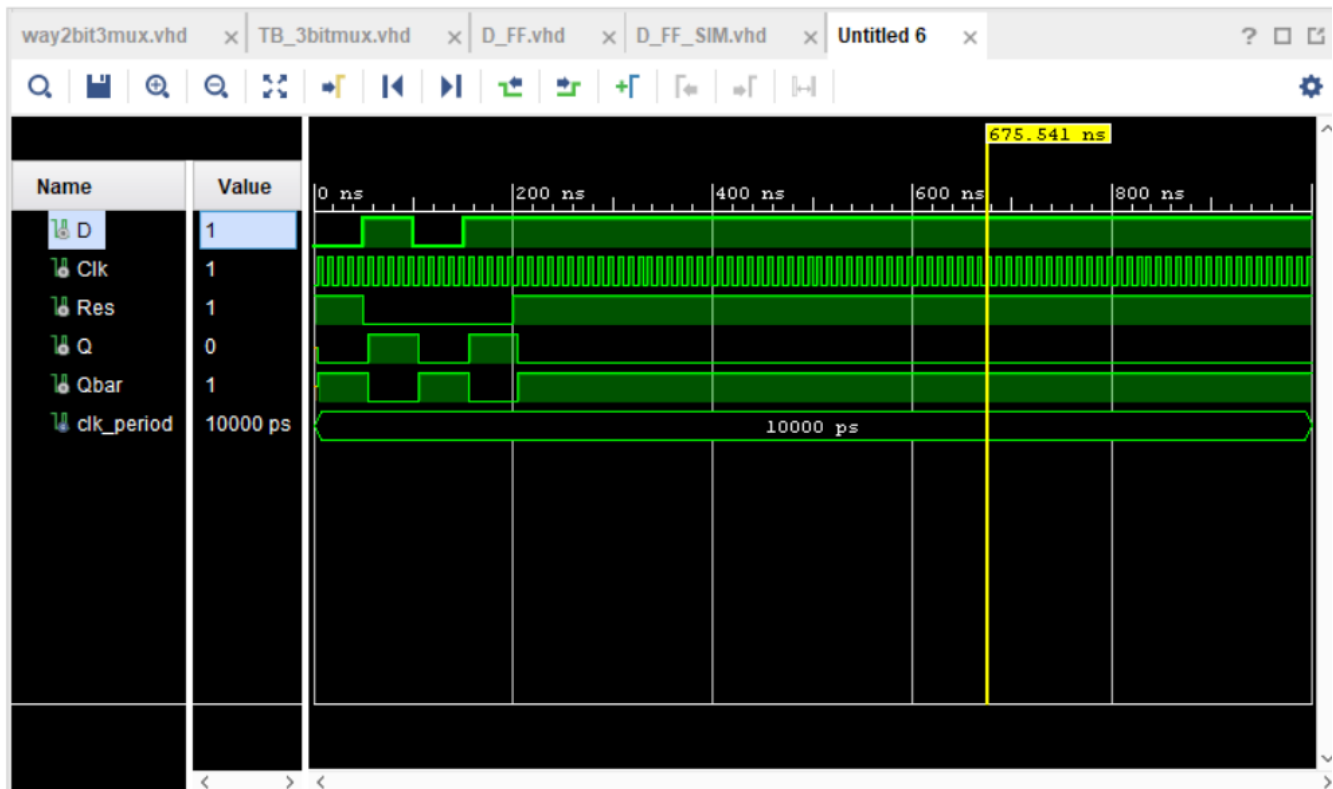 way2bit3mux.vhd × TB_3bitmux.vhd × D_FF.vhd × D_FF_SIM.vhd × Untitled 6 × ?
675.541 ns
Name Value 0 ns 200 ns 400 ns 600 ns 800 ns
D 1
Clk 1
Res 1
Q 0
Qbar 1
clk_period 10000 ps 10000 ps